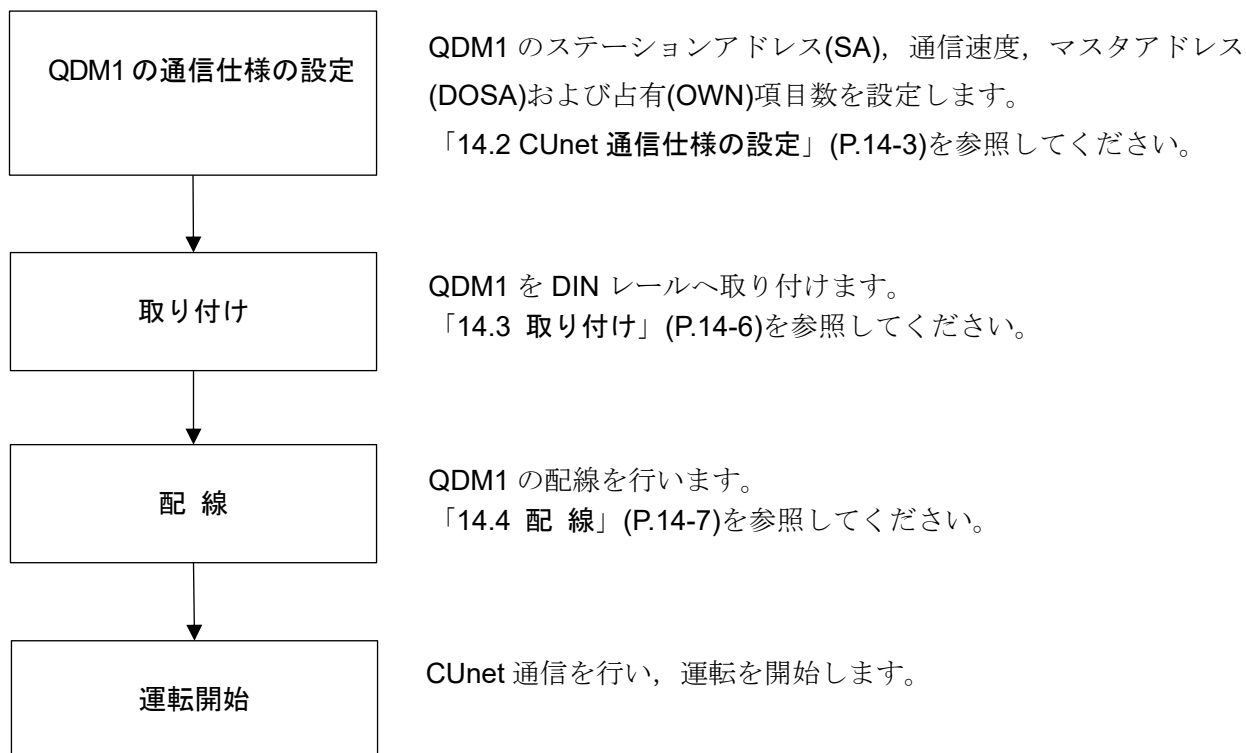 QDM1 の通信仕様の設定
QDM1 のステーションアドレス(SA)，通信速度，マスタアドレス
(DOSA)および占有(OWN)項目数を設定します。
「14.2 CUnet 通信仕様の設定」(P.14-3)を参照してください。
取り付け
QDM1 を DIN レールへ取り付けます。
「14.3 取り付け」(P.14-6)を参照してください。
配 線
QDM1 の配線を行います。
「14.4 配 線」(P.14-7)を参照してください。
運転開始
CUnet 通信を行い，運転を開始します。